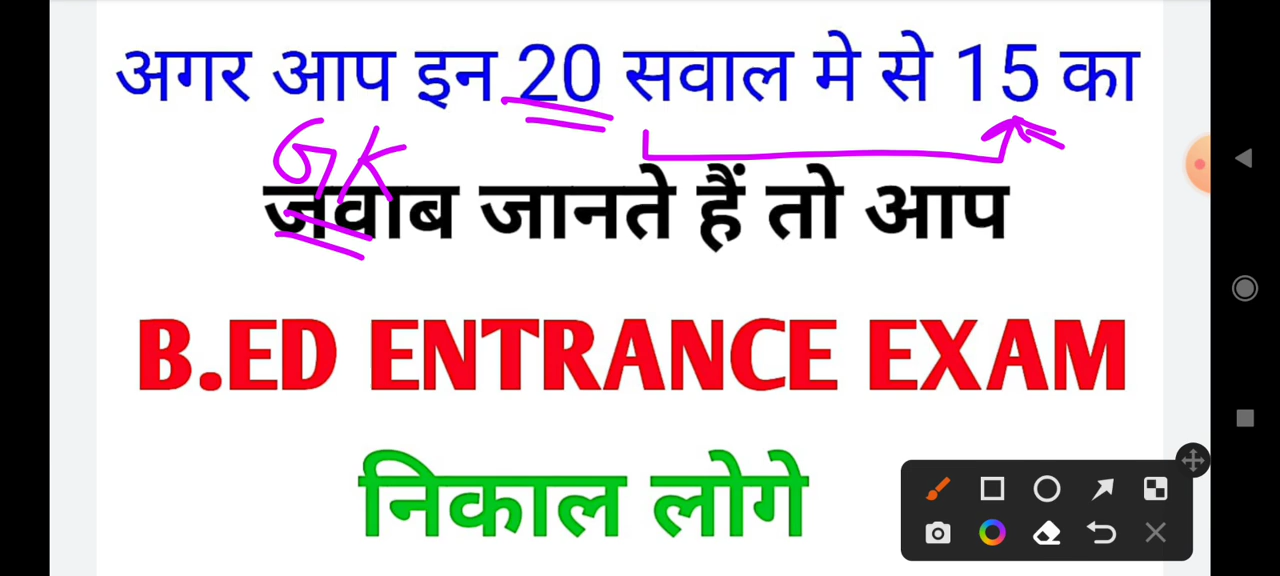 अगर आप इन 20 सवाल मे से 15 का
GK
जवाब जानते हैं तो आप
B.ED ENTRANCE EXAM
निकाल लोगे